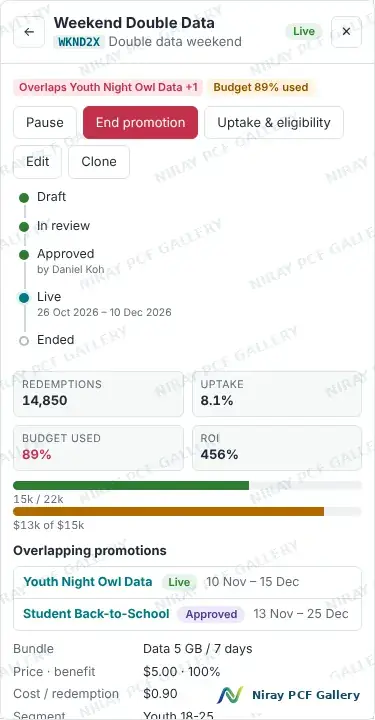 ← Weekend Double Data Live ✕
WKND2X Double data weekend
Overlaps Youth Night Owl Data +1 Budget 89% used
Pause End promotion Uptake & eligibility
Edit Clone
Draft
In review
Approved
by Daniel Koh
Live
26 Oct 2026 – 10 Dec 2026
Ended
REDEMPTIONS UPTAKE
14,850 8.1%
BUDGET USED ROI
89% 456%
15k / 22k
$13k of $15k
Overlapping promotions
Youth Night Owl Data Live 10 Nov – 15 Dec
Student Back-to-School Approved 13 Nov – 25 Dec
Bundle Data 5 GB / 7 days
Price · benefit $5.00 · 100%
Cost / redemption $0.90
Niray PCF Gallery
Segment Youth 18-25
NIRAY PCF GALLERY